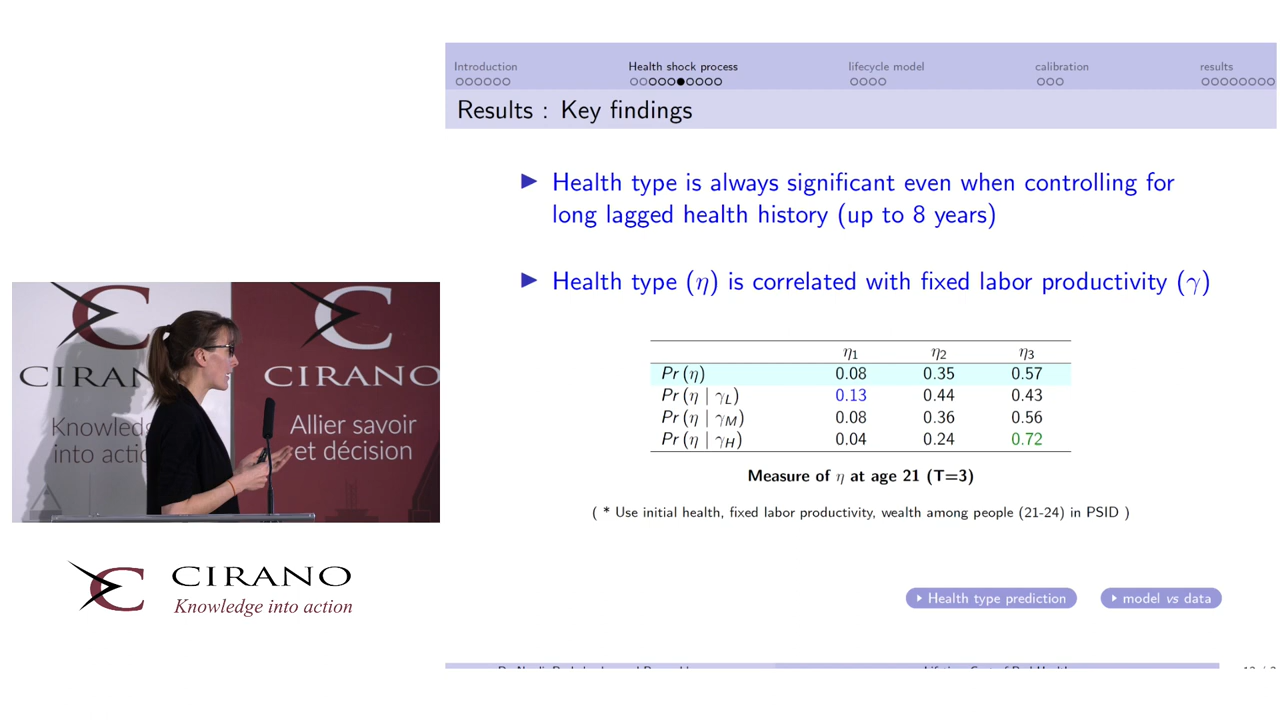 Introduction Health shock process lifecycle model calibration results
Results : Key findings
Health type is always significant even when controlling for
long lagged health history (up to 8 years)
Health type (η) is correlated with fixed labor productivity (γ)
η1 η2 η3
Pr (η) 0.08 0.35 0.57
Pr (η | γL) 0.13 0.44 0.43
Pr (η | γM) 0.08 0.36 0.56
Pr (η | γH) 0.04 0.24 0.72
Measure of η at age 21 (T=3)
( * Use initial health, fixed labor productivity, wealth among people (21-24) in PSID )
Health type prediction model vs data
CIRAN
Knowledg
into actio
CIRANO
Allier savoir
et décision
CIRANO
Knowledge into action